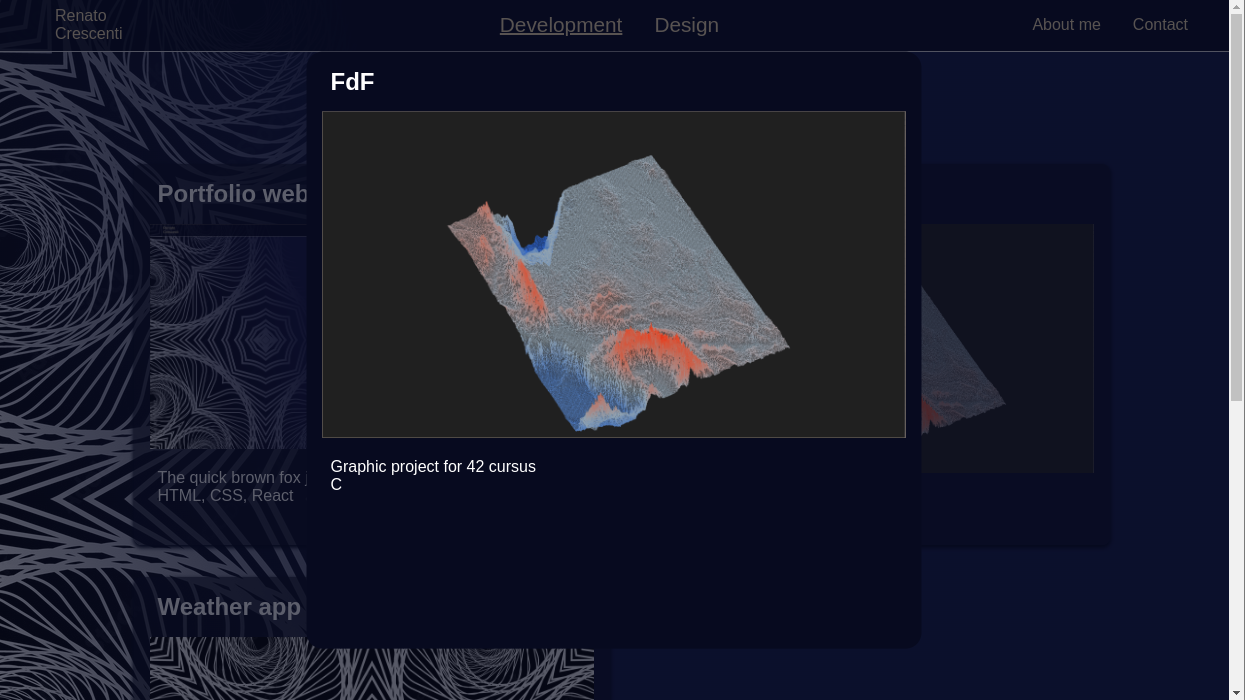 Renato
Crescenti
Development
Design
About me
Contact
FdF
Portfolio web
Graphic project for 42 cursus
C
The quick brown fox
HTML, CSS, React
Weather app